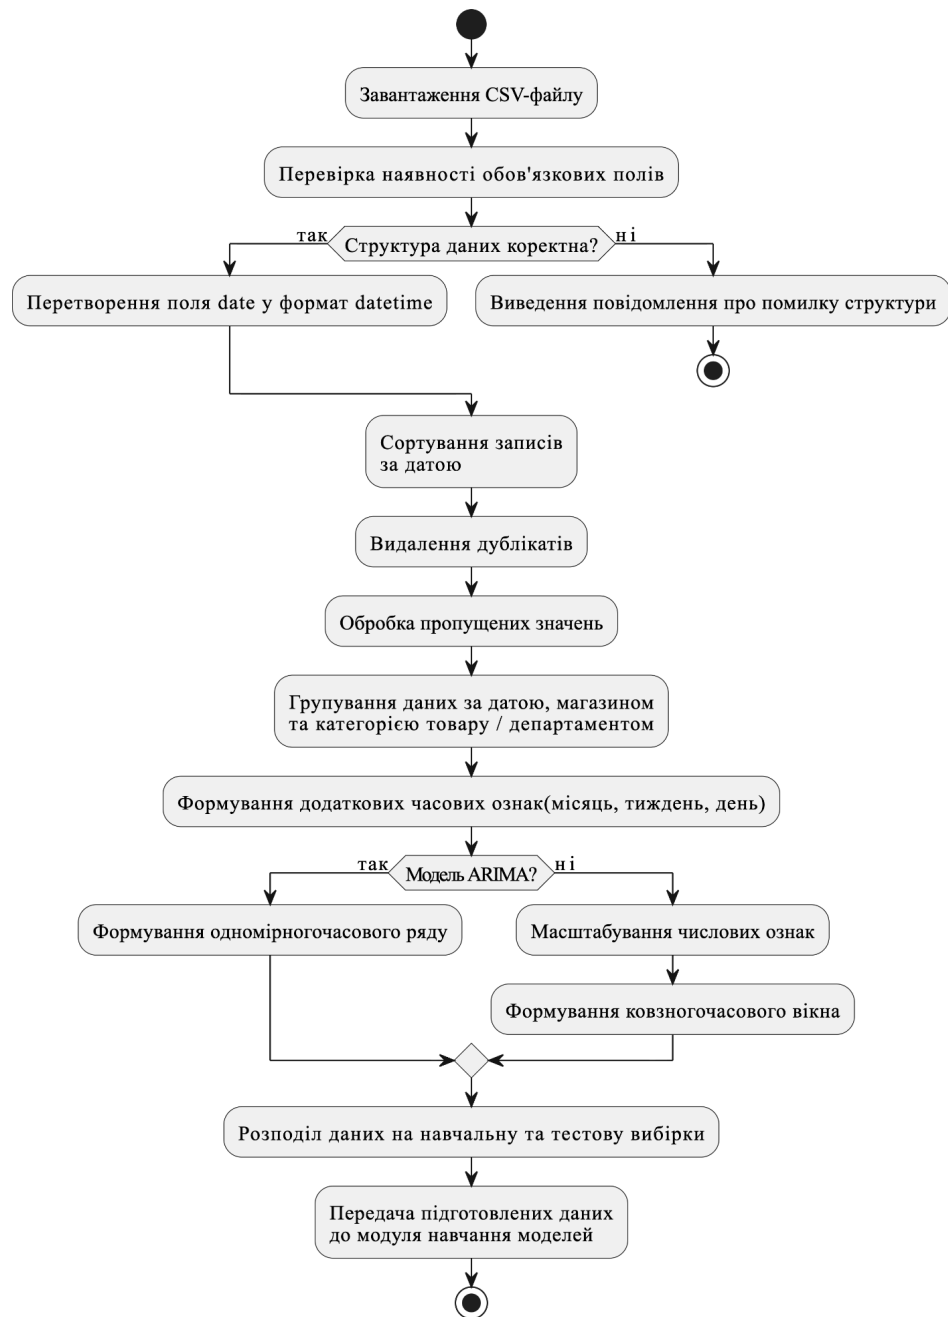 Завантаження CSV-файлу
Перевірка наявності обов'язкових полів
так
Структура даних коректна?
ні
Перетворення поля date у формат datetime
Виведення повідомлення про помилку структури
Сортування записів
за датою
Видалення дублікатів
Обробка пропущених значень
Групування даних за датою, магазином
та категорією товару / департаментом
Формування додаткових часових ознак(місяць, тиждень, день)
так
Модель ARIMA?
ні
Формування одномірногочасового ряду
Масштабування числових ознак
Формування ковзногочасового вікна
Розподіл даних на навчальну та тестову вибірки
Передача підготовлених даних
до модуля навчання моделей